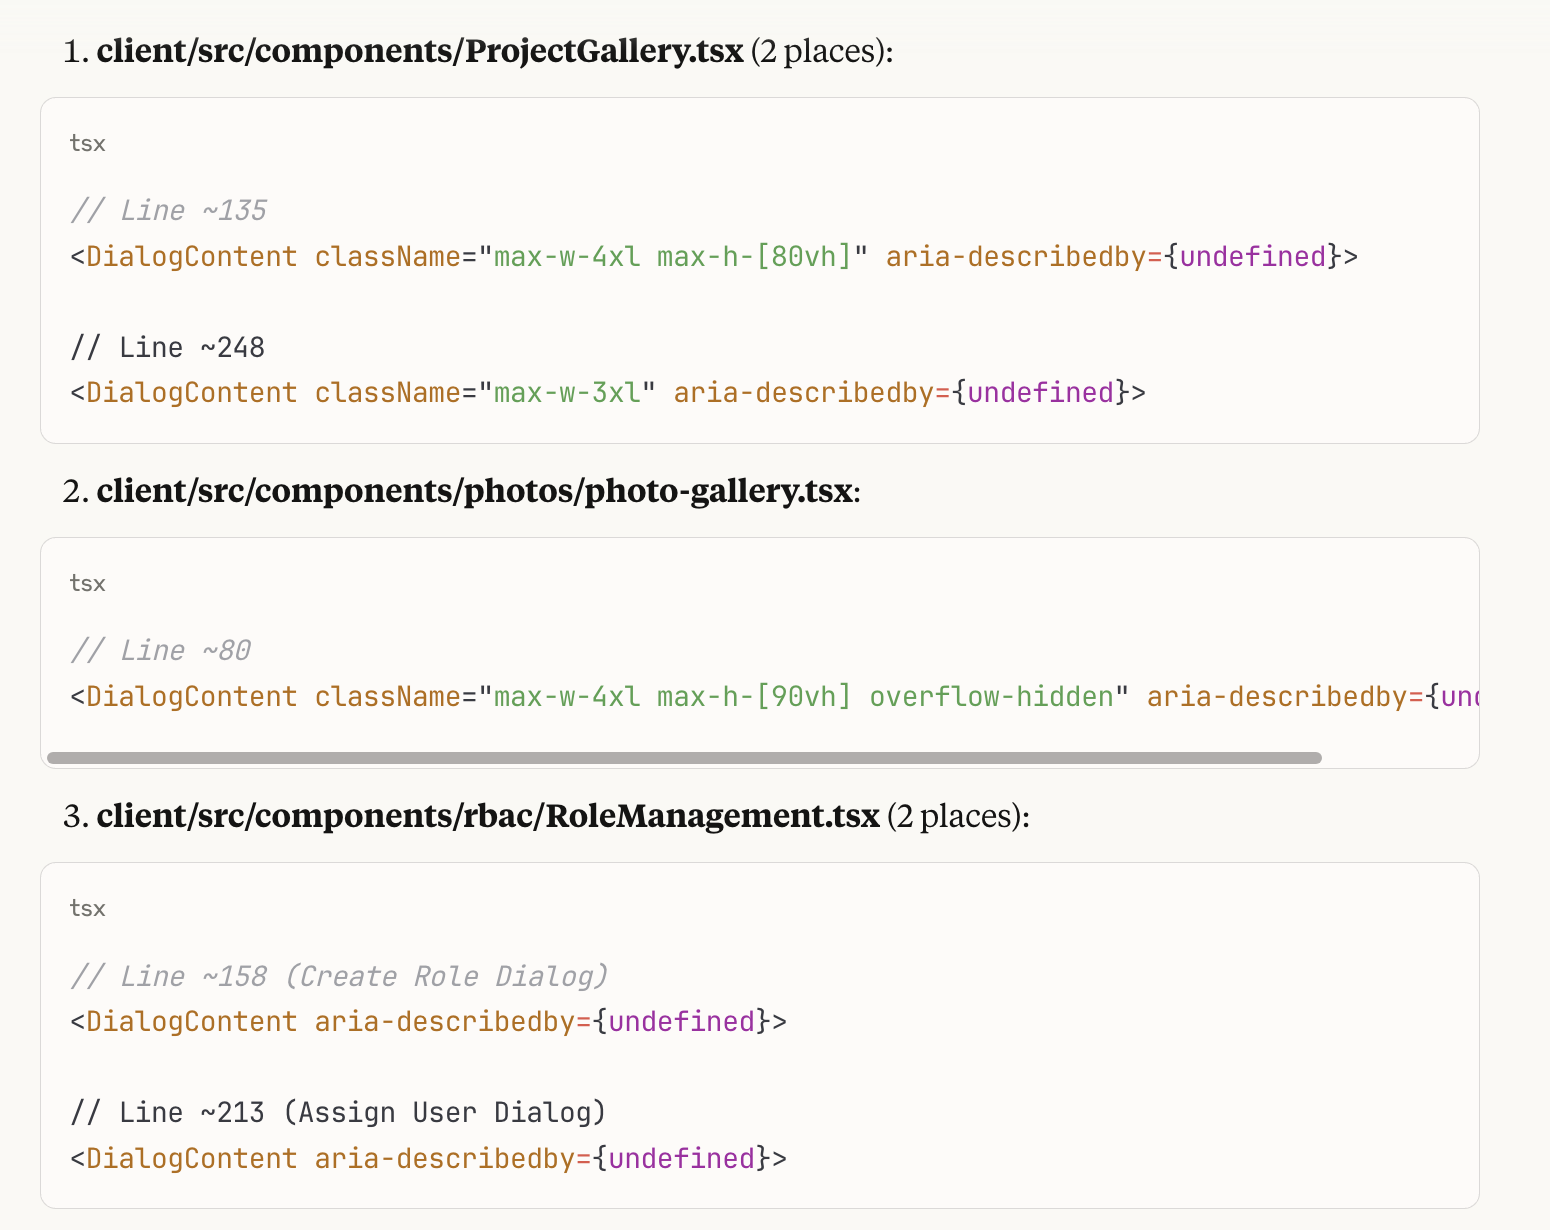 1. client/src/components/ProjectGallery.tsx (2 places):
tsx
// Line ~135
<DialogContent className="max-w-4xl max-h-[80vh]" aria-describedby={undefined}>
// Line ~248
<DialogContent className="max-w-3xl" aria-describedby={undefined}>
2. client/src/components/photos/photo-gallery.tsx:
tsx
// Line ~80
<DialogContent className="max-w-4xl max-h-[90vh] overflow-hidden" aria-describedby={
3. client/src/components/rbac/RoleManagement.tsx (2 places):
tsx
// Line ~158 (Create Role Dialog)
<DialogContent aria-describedby={undefined}>
// Line ~213 (Assign User Dialog)
<DialogContent aria-describedby={undefined}>